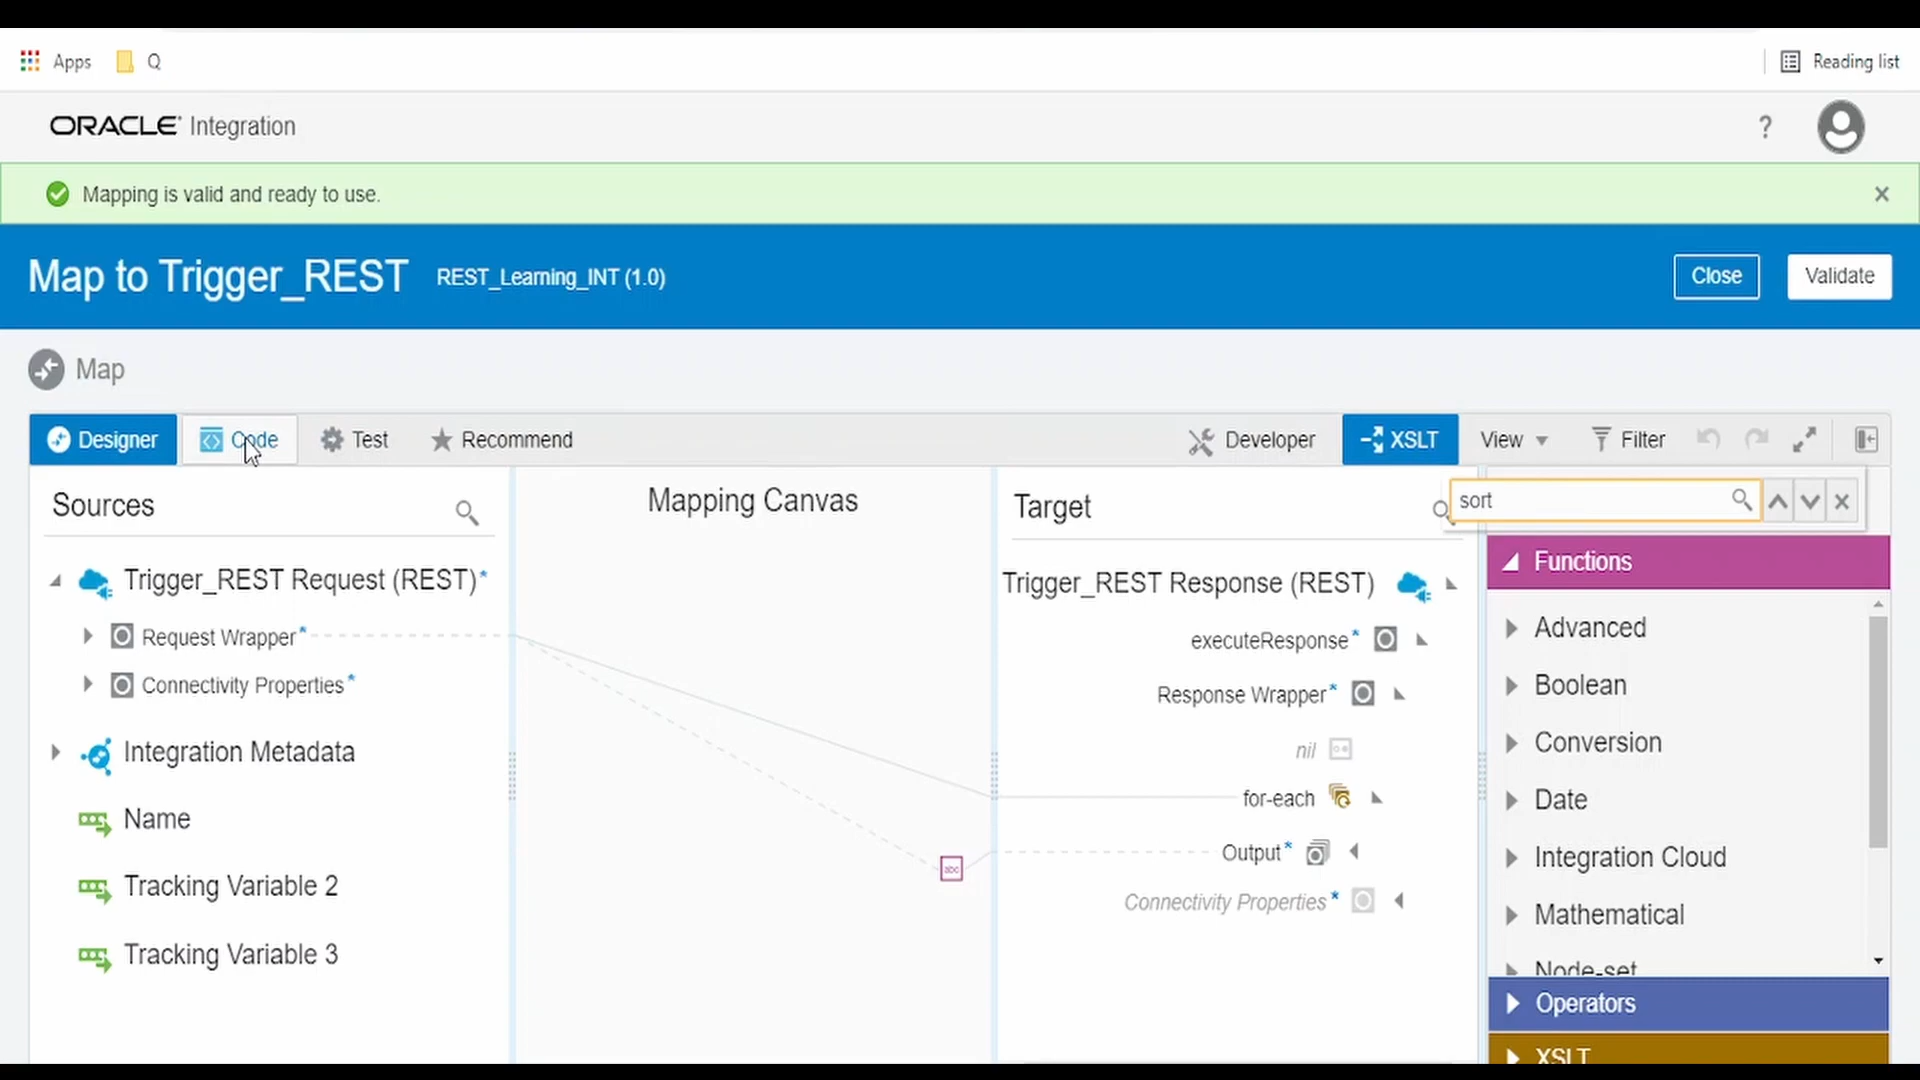 Apps Q Reading list
ORACLE Integration ?
Mapping is valid and ready to use.
Map to Trigger_REST REST_Learning_INT (1.0) Close Validate
Map
Designer Code Test Recommend Developer XSLT View Filter
Sources
Trigger_REST Request (REST)*
Request Wrapper*
Connectivity Properties*
Integration Metadata
Name
Tracking Variable 2
Tracking Variable 3
Mapping Canvas
abc
Target
Trigger_REST Response (REST)
executeResponse*
Response Wrapper*
nil
for-each
Output*
Connectivity Properties*
sort
Functions
Advanced
Boolean
Conversion
Date
Integration Cloud
Mathematical
Node-set
Operators
XSLT